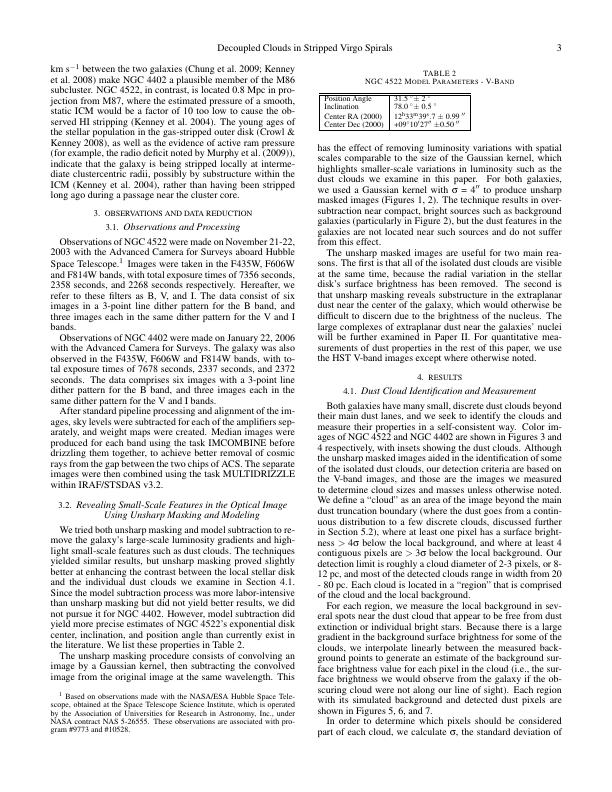 Decoupled Clouds in Stripped Virgo Spirals 3
km s−1 between the two galaxies (Chung et al. 2009; Kenney
et al. 2008) make NGC 4402 a plausible member of the M86
subcluster. NGC 4522, in contrast, is located 0.8 Mpc in pro-
jection from M87, where the estimated pressure of a smooth,
static ICM would be a factor of 10 too low to cause the ob-
served HI stripping (Kenney et al. 2004). The young ages of
the stellar population in the gas-stripped outer disk (Crowl &
Kenney 2008), as well as the evidence of active ram pressure
(for example, the radio deficit noted by Murphy et al. (2009)),
indicate that the galaxy is being stripped locally at interme-
diate clustercentric radii, possibly by substructure within the
ICM (Kenney et al. 2004), rather than having been stripped
long ago during a passage near the cluster core.
3. OBSERVATIONS AND DATA REDUCTION
3.1. Observations and Processing
Observations of NGC 4522 were made on November 21-22,
2003 with the Advanced Camera for Surveys aboard Hubble
Space Telescope.1 Images were taken in the F435W, F606W
and F814W bands, with total exposure times of 7356 seconds,
2358 seconds, and 2268 seconds respectively. Hereafter, we
refer to these filters as B, V, and I. The data consist of six
images in a 3-point line dither pattern for the B band, and
three images each in the same dither pattern for the V and I
bands.
Observations of NGC 4402 were made on January 22, 2006
with the Advanced Camera for Surveys. The galaxy was also
observed in the F435W, F606W and F814W bands, with to-
tal exposure times of 7678 seconds, 2337 seconds, and 2372
seconds. The data comprises six images with a 3-point line
dither pattern for the B band, and three images each in the
same dither pattern for the V and I bands.
After standard pipeline processing and alignment of the im-
ages, sky levels were subtracted for each of the amplifiers sep-
arately, and weight maps were created. Median images were
produced for each band using the task IMCOMBINE before
drizzling them together, to achieve better removal of cosmic
rays from the gap between the two chips of ACS. The separate
images were then combined using the task MULTIDRIZZLE
within IRAF/STSDAS v3.2.
3.2. Revealing Small-Scale Features in the Optical Image
Using Unsharp Masking and Modeling
We tried both unsharp masking and model subtraction to re-
move the galaxy's large-scale luminosity gradients and high-
light small-scale features such as dust clouds. The techniques
yielded similar results, but unsharp masking proved slightly
better at enhancing the contrast between the local stellar disk
and the individual dust clouds we examine in Section 4.1.
Since the model subtraction process was more labor-intensive
than unsharp masking but did not yield better results, we did
not pursue it for NGC 4402. However, model subtraction did
yield more precise estimates of NGC 4522's exponential disk
center, inclination, and position angle than currently exist in
the literature. We list these properties in Table 2.
The unsharp masking procedure consists of convolving an
image by a Gaussian kernel, then subtracting the convolved
image from the original image at the same wavelength. This
1 Based on observations made with the NASA/ESA Hubble Space Tele-
scope, obtained at the Space Telescope Science Institute, which is operated
by the Association of Universities for Research in Astronomy, Inc., under
NASA contract NAS 5-26555. These observations are associated with pro-
gram #9773 and #10528.
TABLE 2
NGC 4522 MODEL PARAMETERS - V-BAND
Position Angle 31.5 °± 2 °
Inclination 78.0 °± 0.5 °
Center RA (2000) 12h33m39s.7 ± 0.99 ″
Center Dec (2000) +09°10′27″ ±0.50 ″
has the effect of removing luminosity variations with spatial
scales comparable to the size of the Gaussian kernel, which
highlights smaller-scale variations in luminosity such as the
dust clouds we examine in this paper. For both galaxies,
we used a Gaussian kernel with σ = 4″ to produce unsharp
masked images (Figures 1, 2). The technique results in over-
subtraction near compact, bright sources such as background
galaxies (particularly in Figure 2), but the dust features in the
galaxies are not located near such sources and do not suffer
from this effect.
The unsharp masked images are useful for two main rea-
sons. The first is that all of the isolated dust clouds are visible
at the same time, because the radial variation in the stellar
disk's surface brightness has been removed. The second is
that unsharp masking reveals substructure in the extraplanar
dust near the center of the galaxy, which would otherwise be
difficult to discern due to the brightness of the nucleus. The
large complexes of extraplanar dust near the galaxies' nuclei
will be further examined in Paper II. For quantitative mea-
surements of dust properties in the rest of this paper, we use
the HST V-band images except where otherwise noted.
4. RESULTS
4.1. Dust Cloud Identification and Measurement
Both galaxies have many small, discrete dust clouds beyond
their main dust lanes, and we seek to identify the clouds and
measure their properties in a self-consistent way. Color im-
ages of NGC 4522 and NGC 4402 are shown in Figures 3 and
4 respectively, with insets showing the dust clouds. Although
the unsharp masked images aided in the identification of some
of the isolated dust clouds, our detection criteria are based on
the V-band images, and those are the images we measured
to determine cloud sizes and masses unless otherwise noted.
We define a “cloud” as an area of the image beyond the main
dust truncation boundary (where the dust goes from a contin-
uous distribution to a few discrete clouds, discussed further
in Section 5.2), where at least one pixel has a surface bright-
ness > 4σ below the local background, and where at least 4
contiguous pixels are > 3σ below the local background. Our
detection limit is roughly a cloud diameter of 2-3 pixels, or 8-
12 pc, and most of the detected clouds range in width from 20
- 80 pc. Each cloud is located in a “region” that is comprised
of the cloud and the local background.
For each region, we measure the local background in sev-
eral spots near the dust cloud that appear to be free from dust
extinction or individual bright stars. Because there is a large
gradient in the background surface brightness for some of the
clouds, we interpolate linearly between the measured back-
ground points to generate an estimate of the background sur-
face brightness value for each pixel in the cloud (i.e., the sur-
face brightness we would observe from the galaxy if the ob-
scuring cloud were not along our line of sight). Each region
with its simulated background and detected dust pixels are
shown in Figures 5, 6, and 7.
In order to determine which pixels should be considered
part of each cloud, we calculate σ, the standard deviation of